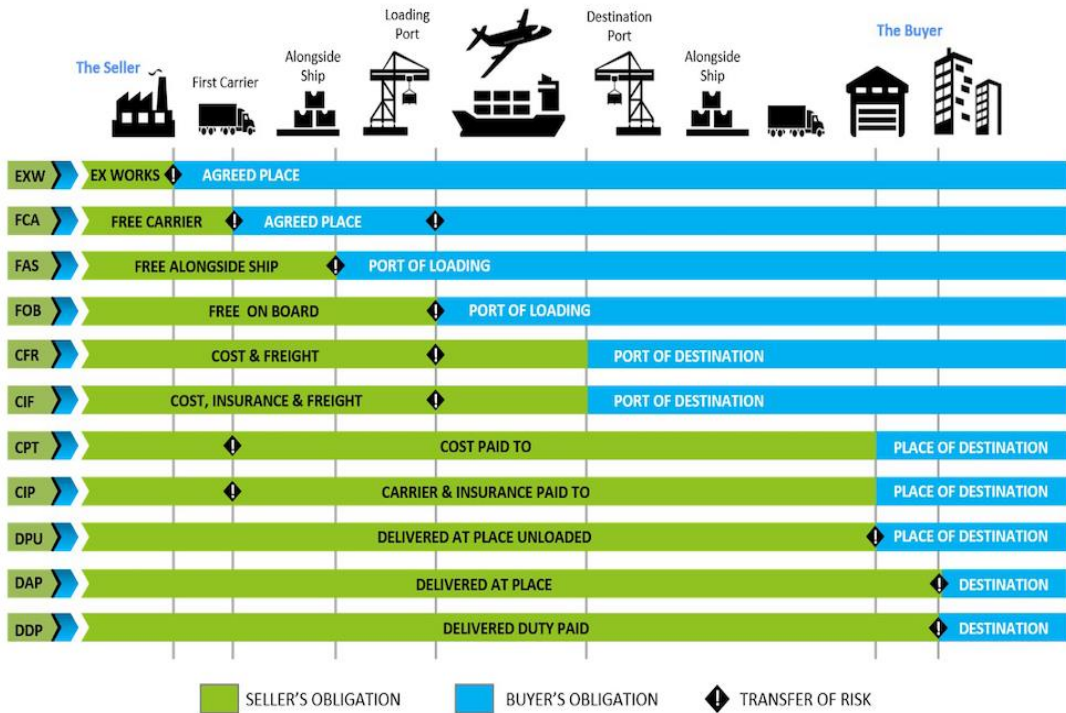 Loading
Port
Destination
Port
The Buyer
The Seller
Alongside
Ship
Alongside
Ship
First Carrier
EXW EX WORKS AGREED PLACE
FCA FREE CARRIER AGREED PLACE
FAS FREE ALONGSIDE SHIP PORT OF LOADING
FOB FREE ON BOARD PORT OF LOADING
CFR COST & FREIGHT PORT OF DESTINATION
CIF COST, INSURANCE & FREIGHT PORT OF DESTINATION
CPT COST PAID TO PLACE OF DESTINATION
CIP CARRIER & INSURANCE PAID TO PLACE OF DESTINATION
DPU DELIVERED AT PLACE UNLOADED PLACE OF DESTINATION
DAP DELIVERED AT PLACE DESTINATION
DDP DELIVERED DUTY PAID DESTINATION
SELLER'S OBLIGATION BUYER'S OBLIGATION TRANSFER OF RISK